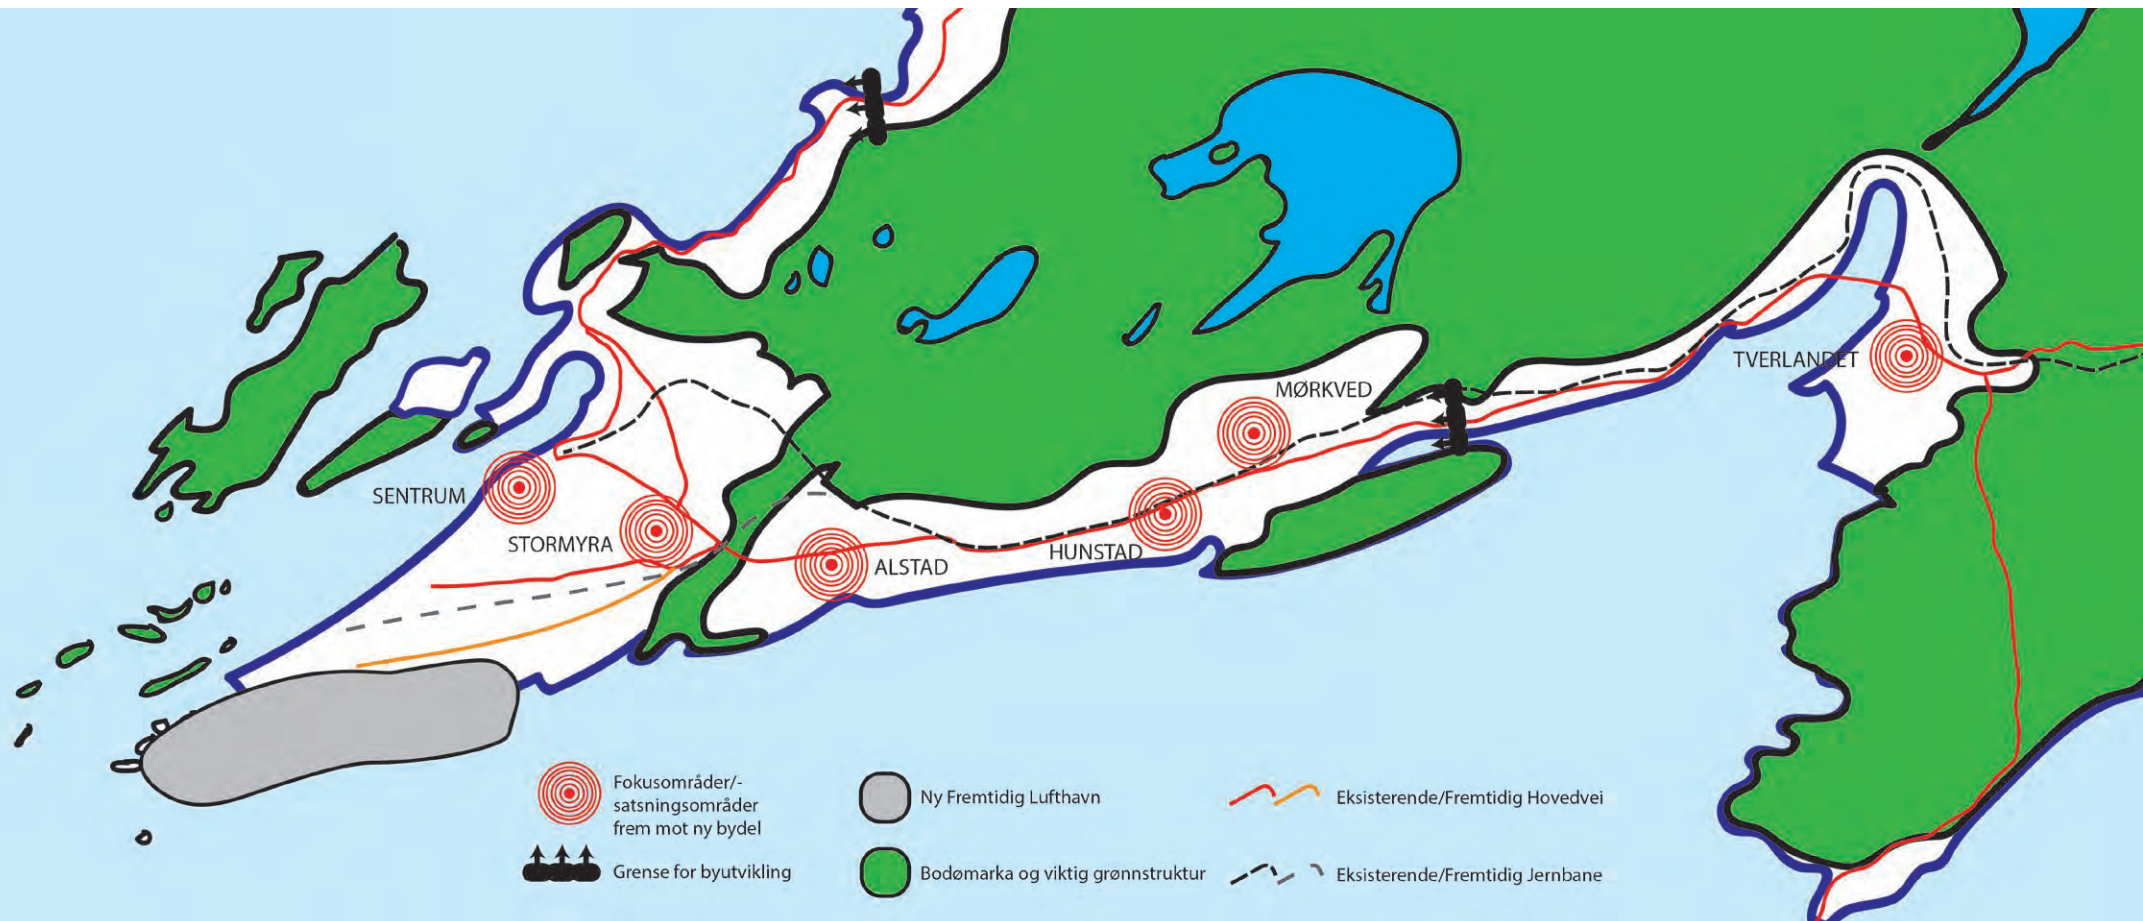 TVERLANDET
MØRKVED
SENTRUM
STORMYRA
HUNSTAD
ALSTAD
Fokusområder/-
satsningsområder
frem mot ny bydel
Grense for byutvikling
Ny Fremtidig Lufthavn
Bodømarka og viktig grønnstruktur
Eksisterende/Fremtidig Hovedvei
Eksisterende/Fremtidig Jernbane